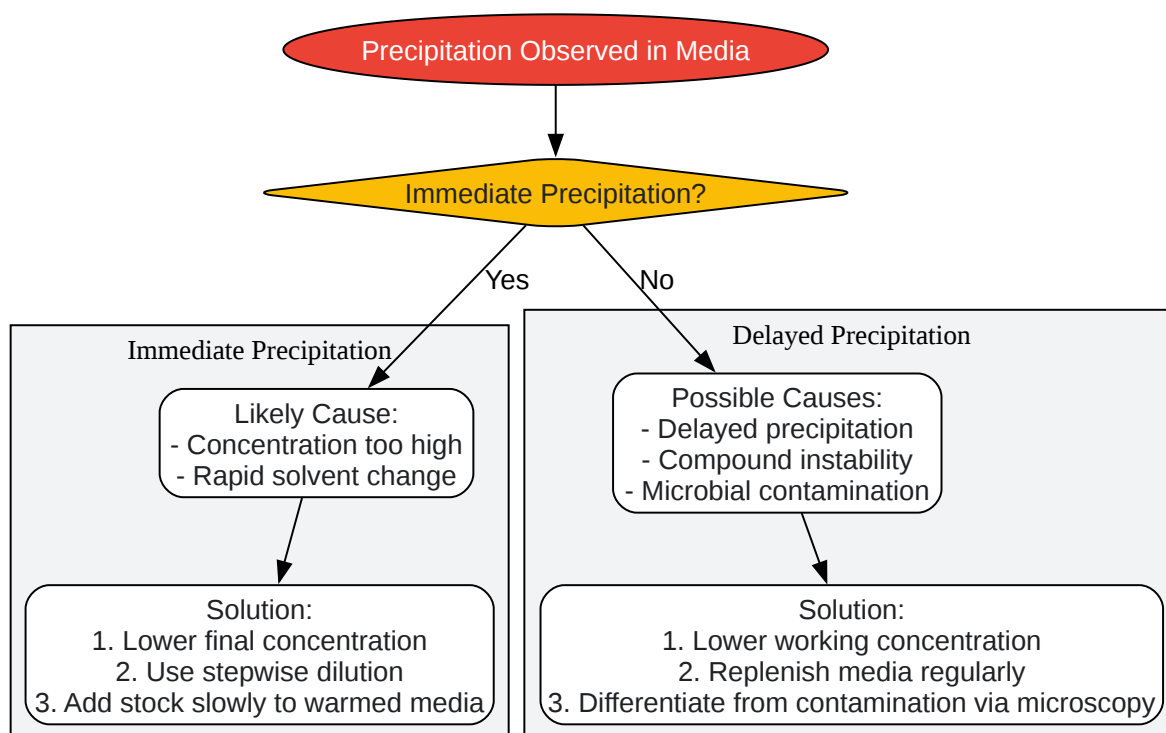 Precipitation Observed in Media
Immediate Precipitation?
Yes
No
Immediate Precipitation
Likely Cause:
- Concentration too high
- Rapid solvent change
Solution:
1. Lower final concentration
2. Use stepwise dilution
3. Add stock slowly to warmed media
Delayed Precipitation
Possible Causes:
- Delayed precipitation
- Compound instability
- Microbial contamination
Solution:
1. Lower working concentration
2. Replenish media regularly
3. Differentiate from contamination via microscopy